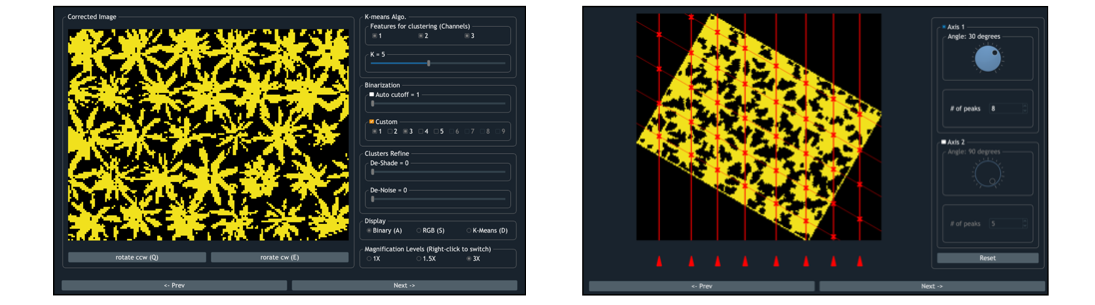 Corrected Image
rotate ccw (Q)
rorate cw (E)
K-means Algo.
Features for clustering (Channels)
1 2 3
K = 5
Binarization
Auto cutoff = 1
Custom
1 2 3 4 5 6 7 8 9
Clusters Refine
De-Shade = 0
De-Noise = 0
Display
Binary (A) RGB (S) K-Means (D)
Magnification Levels (Right-click to switch)
1X 1.5X 3X
<- Prev
Next ->
Axis 1
Angle: 30 degrees
# of peaks 8
Axis 2
Angle: 90 degrees
# of peaks 5
Reset
<- Prev
Next ->